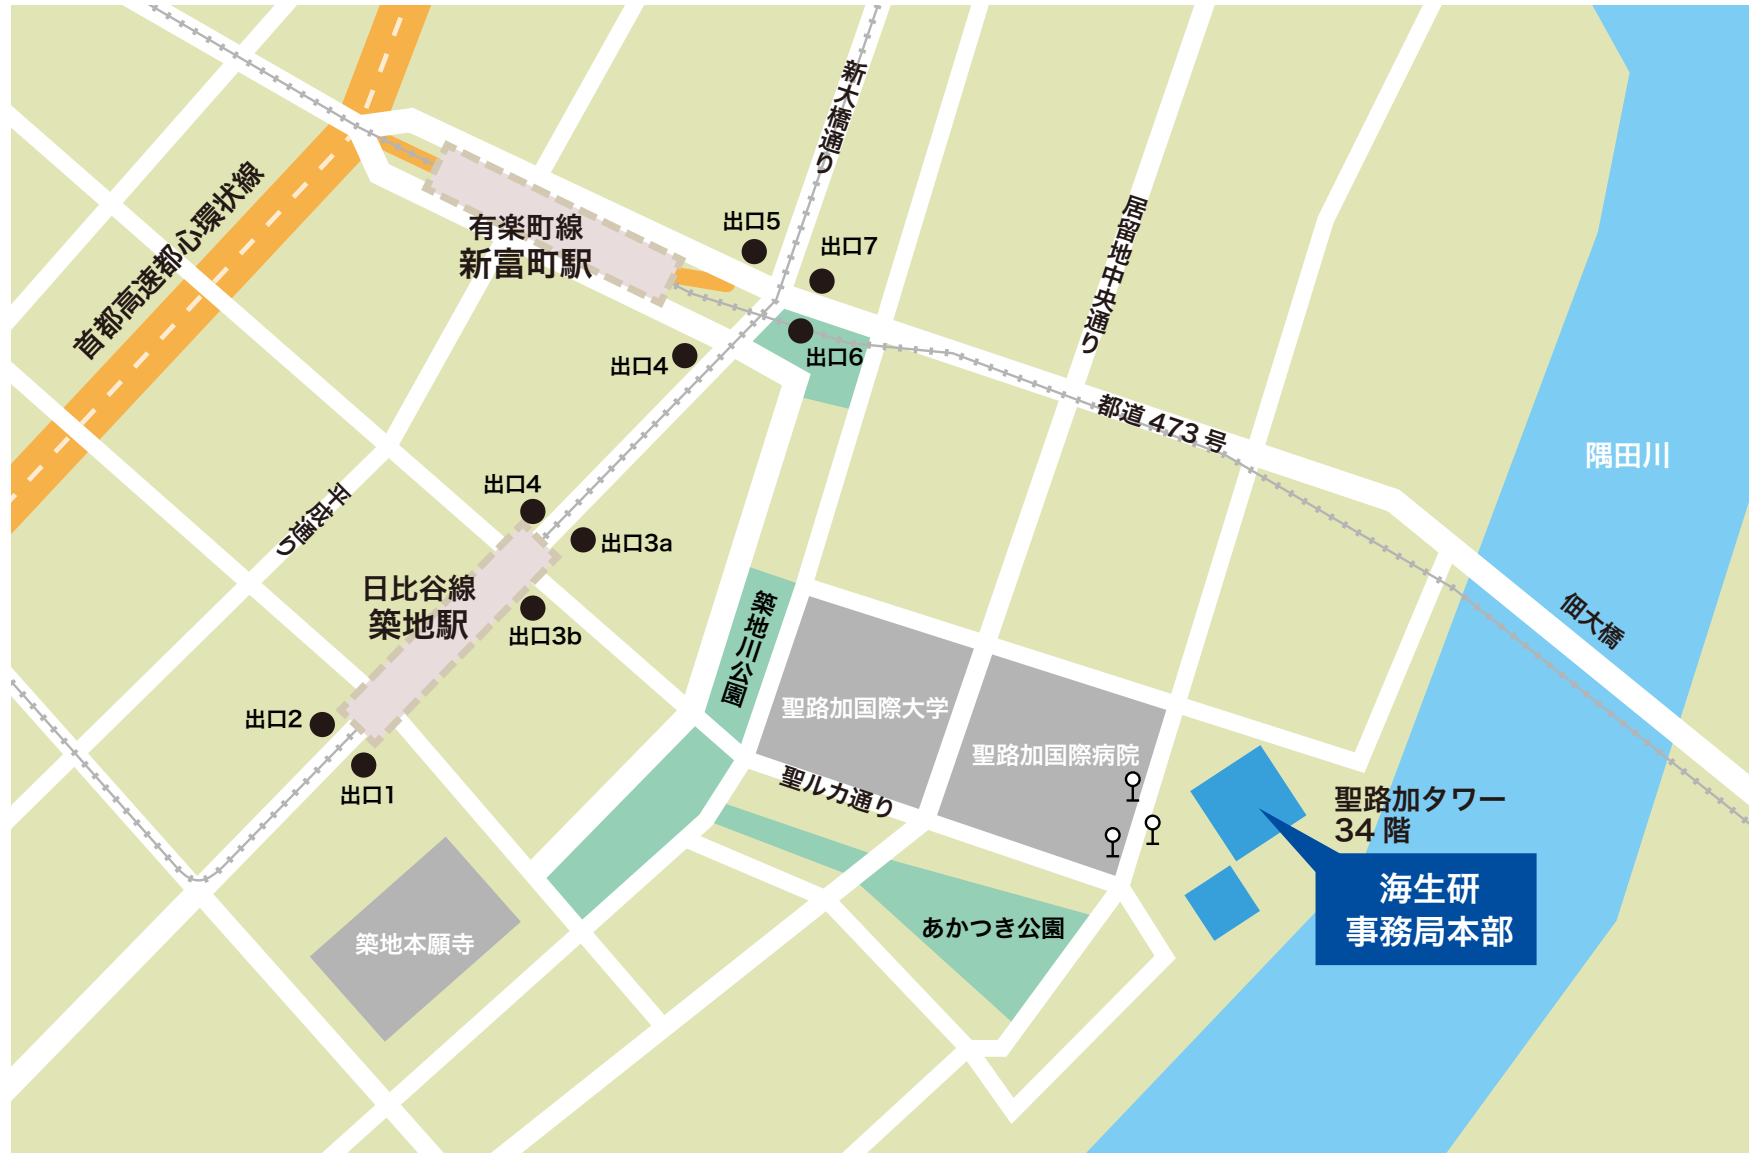 新大橋通り
首都高速都心環状線
有楽町線
新富町駅
出口5
出口7
出口6
出口4
居留地中央通り
都道473号
隅田川
平成通り
出口4
出口3a
日比谷線
築地駅
出口3b
佃大橋
築地川公園
聖路加国際大学
聖路加国際病院
出口2
出口1
聖ルカ通り
聖路加タワー
34階
海生研
事務局本部
築地本願寺
あかつき公園